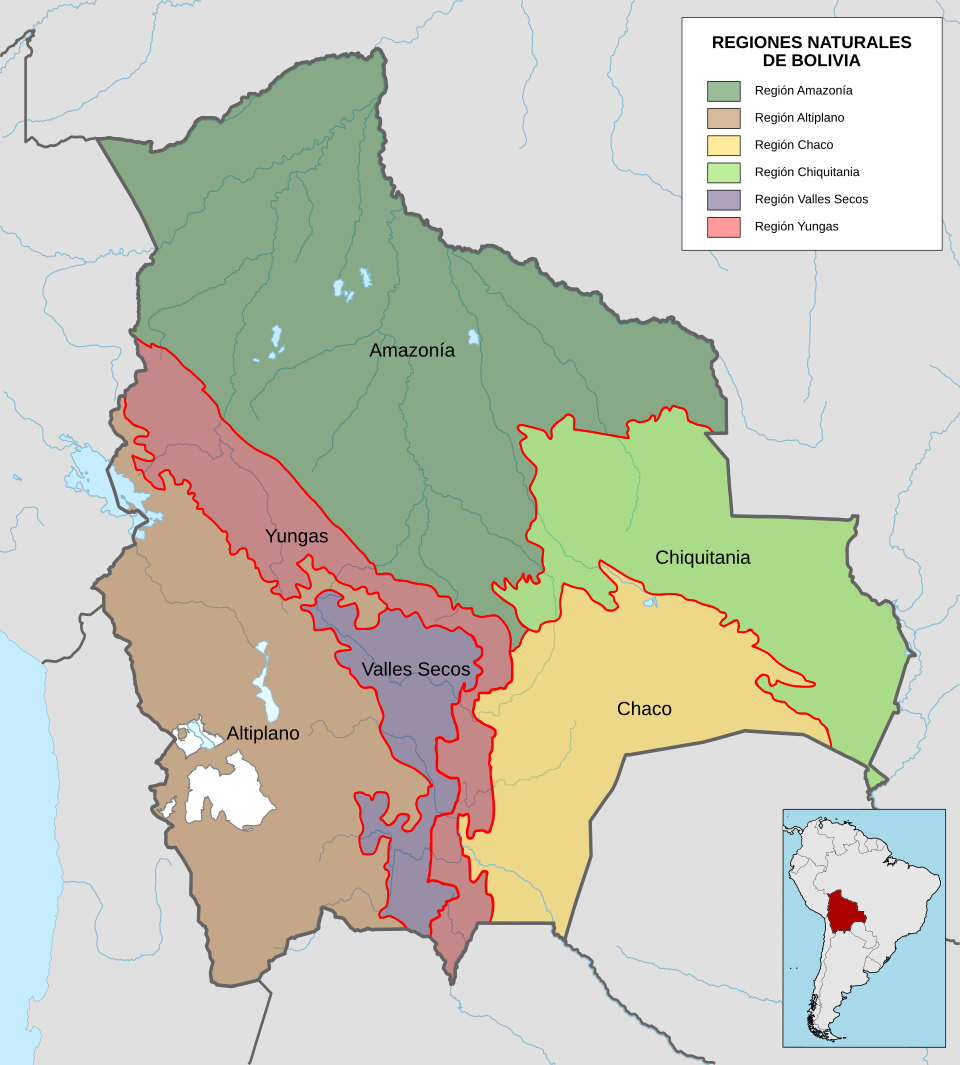 REGIONES NATURALES
DE BOLIVIA
Región Amazonía
Región Altiplano
Región Chaco
Región Chiquitania
Región Valles Secos
Región Yungas
Amazonía
Yungas
Chiquitania
Valles Secos
Chaco
Altiplano